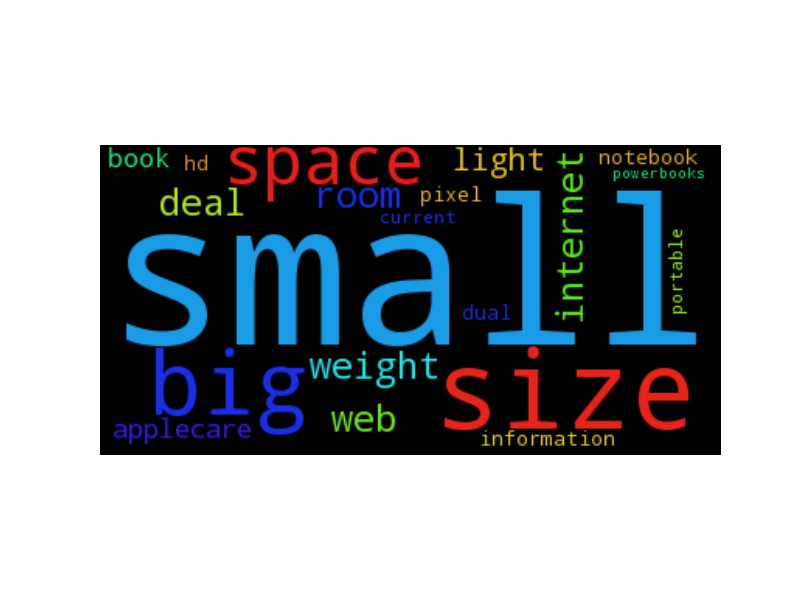 book
hd
space
light
internet
notebook
powerbooks
deal
room
pixel
current
small
portable
dual
big
weight
size
web
applecare
information